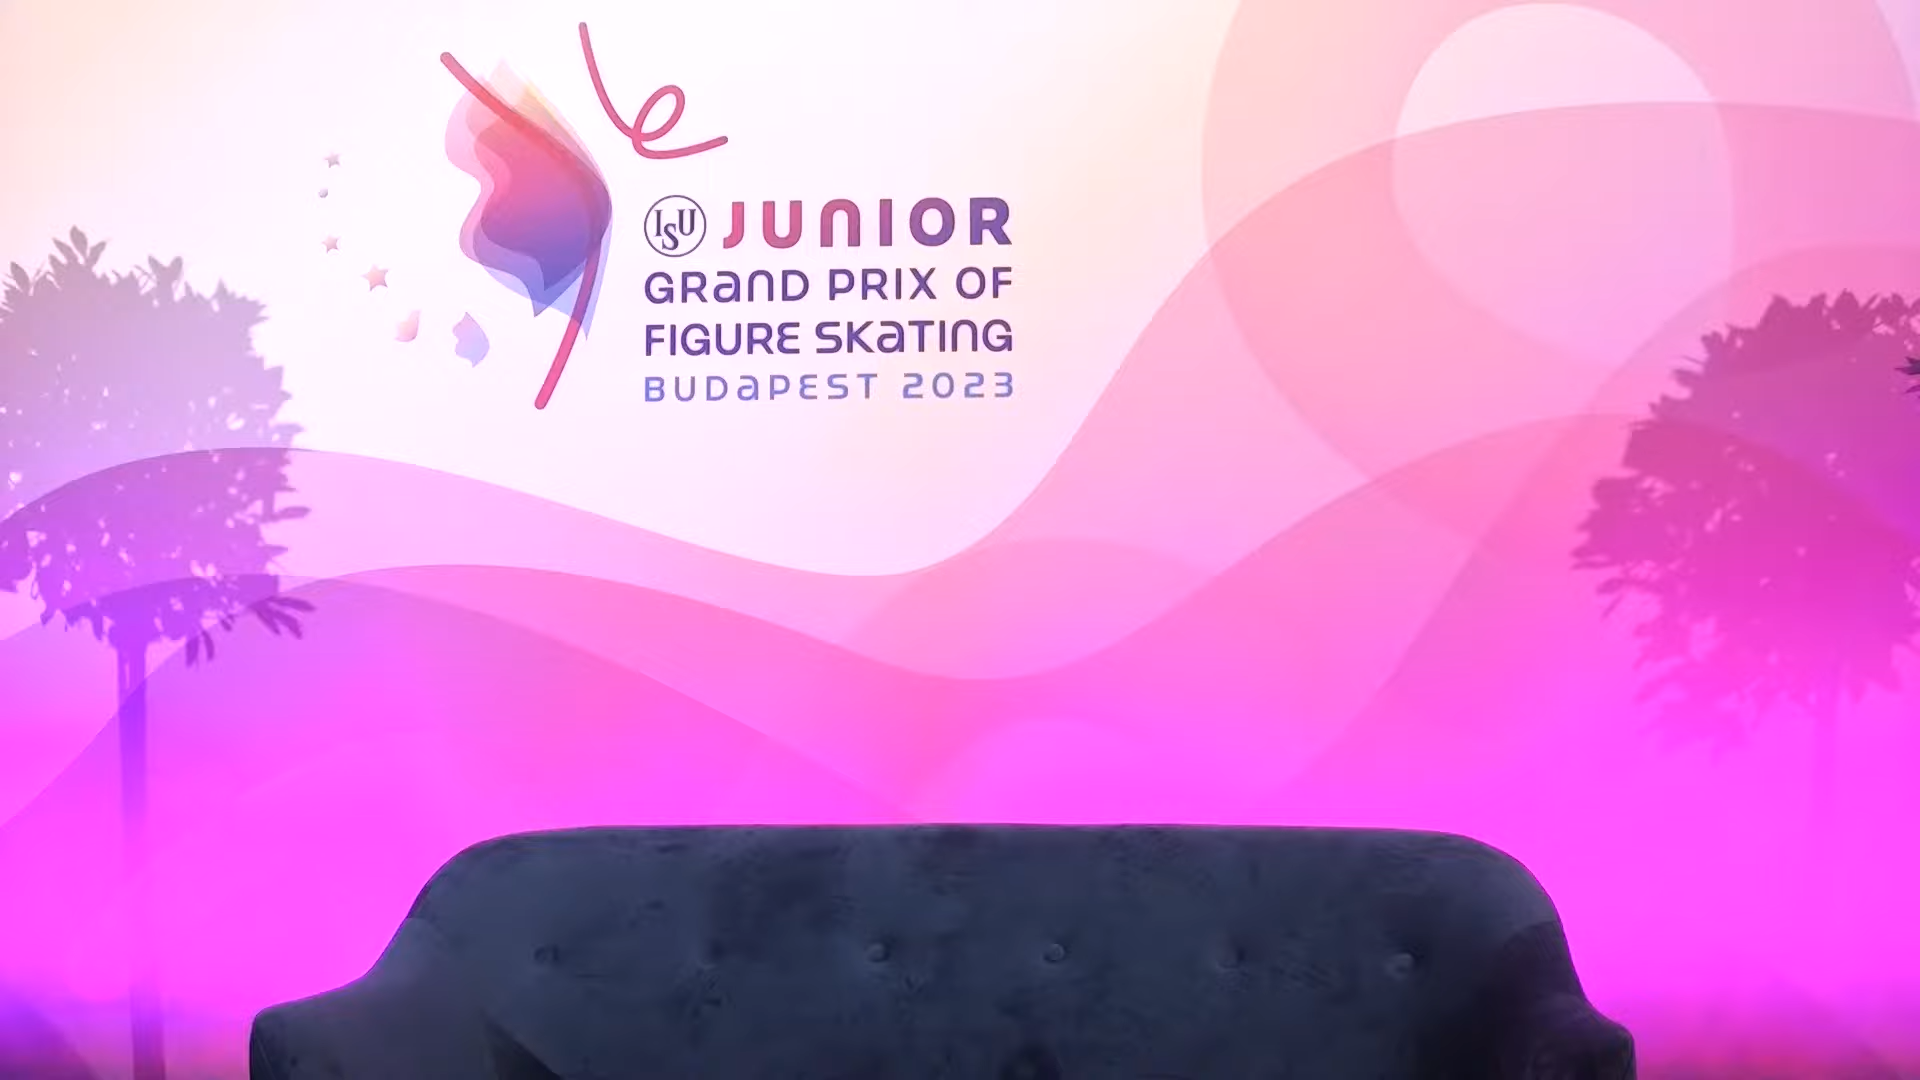 ISU JUNIOR
GRAND PRIX OF
FIGURE SKATING
BUDAPEST 2023